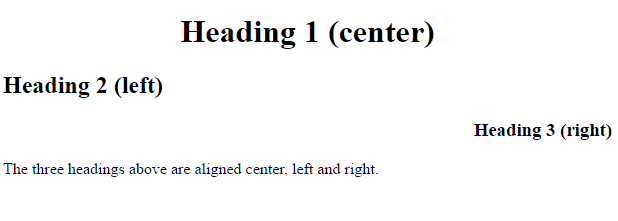 Heading 1 (center)
Heading 2 (left)
Heading 3 (right)
The three headings above are aligned center, left and right.